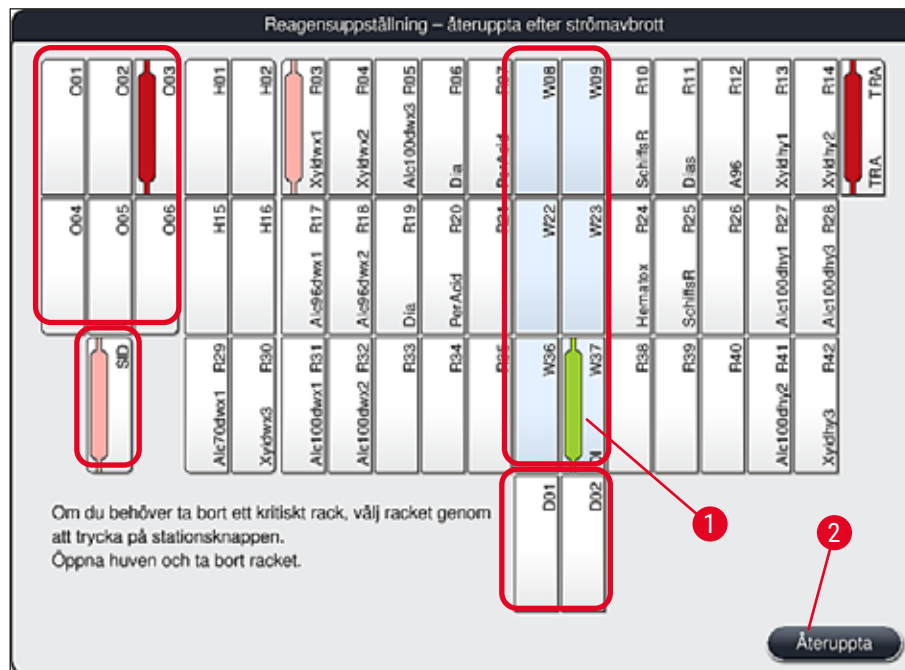 Reagensuppställning – återuppta efter strömavbrott
O01 O02 O03 H01 H02 Xyldwx1 R03 Xyldwx2 R04 Alc100dwx3 R05 Dia R06 PerAcid R07 W08 W09 SchiffsR R10 Dias R11 A96 R12 Xyldhy1 R13 Xyldhy2 R14 TRA TRA
O04 O05 O06 H15 H16 Alc96dwx1 R17 Alc96dwx2 R18 Dia R19 PerAcid R20 R21 W22 W23 Hematox R24 SchiffsR R25 R26 Alc100dhy1 R27 Alc100dhy3 R28
SID Alc70dwx1 R29 Xyldwx3 R30 Alc100dwx1 R31 Alc100dwx2 R32 R33 R34 R35 W36 DI W37 R38 R39 R40 Alc100dhy2 R41 Xyldhy3 R42
D01 D02
1
Om du behöver ta bort ett kritiskt rack, välj racket genom
att trycka på stationsknappen.
Öppna huven och ta bort racket.
2
Återuppta